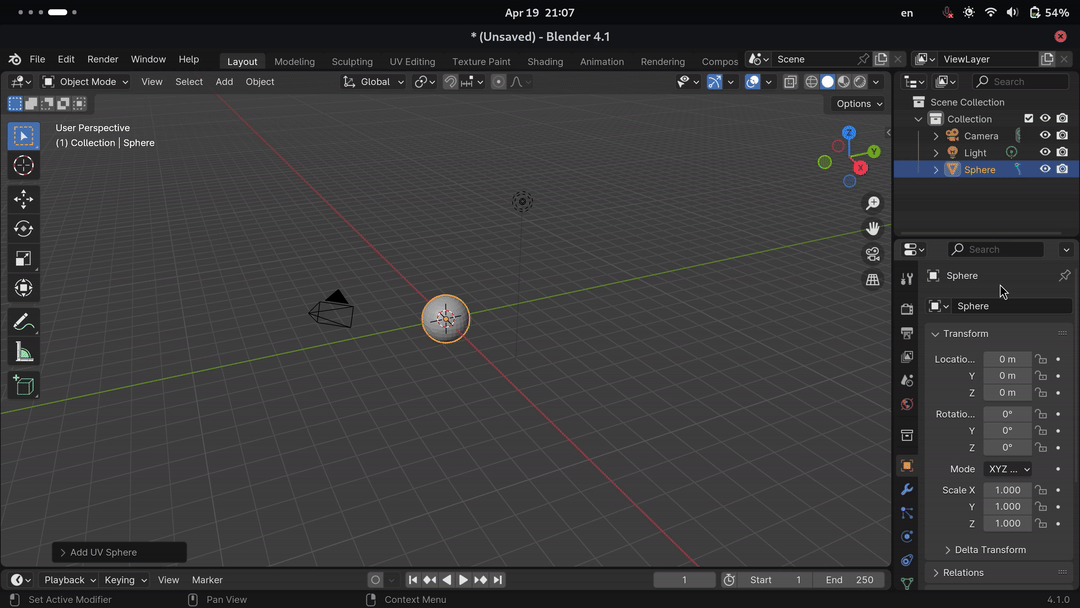 Apr 19 21:07
en
54%
* (Unsaved) - Blender 4.1
File Edit Render Window Help
Layout Modeling Sculpting UV Editing Texture Paint Shading Animation Rendering Compos
Scene
ViewLayer
Object Mode View Select Add Object
Global
Search
Options
User Perspective
(1) Collection | Sphere
Z
Y
X
Scene Collection
Collection
Camera
Light
Sphere
Search
Sphere
Sphere
Transform
Locatio... 0 m
Y 0 m
Z 0 m
Rotatio... 0°
Y 0°
Z 0°
Mode XYZ ...
Scale X 1.000
Y 1.000
Z 1.000
Delta Transform
Relations
Add UV Sphere
Playback Keying View Marker
1
Start 1
End 250
Set Active Modifier
Pan View
Context Menu
4.1.0